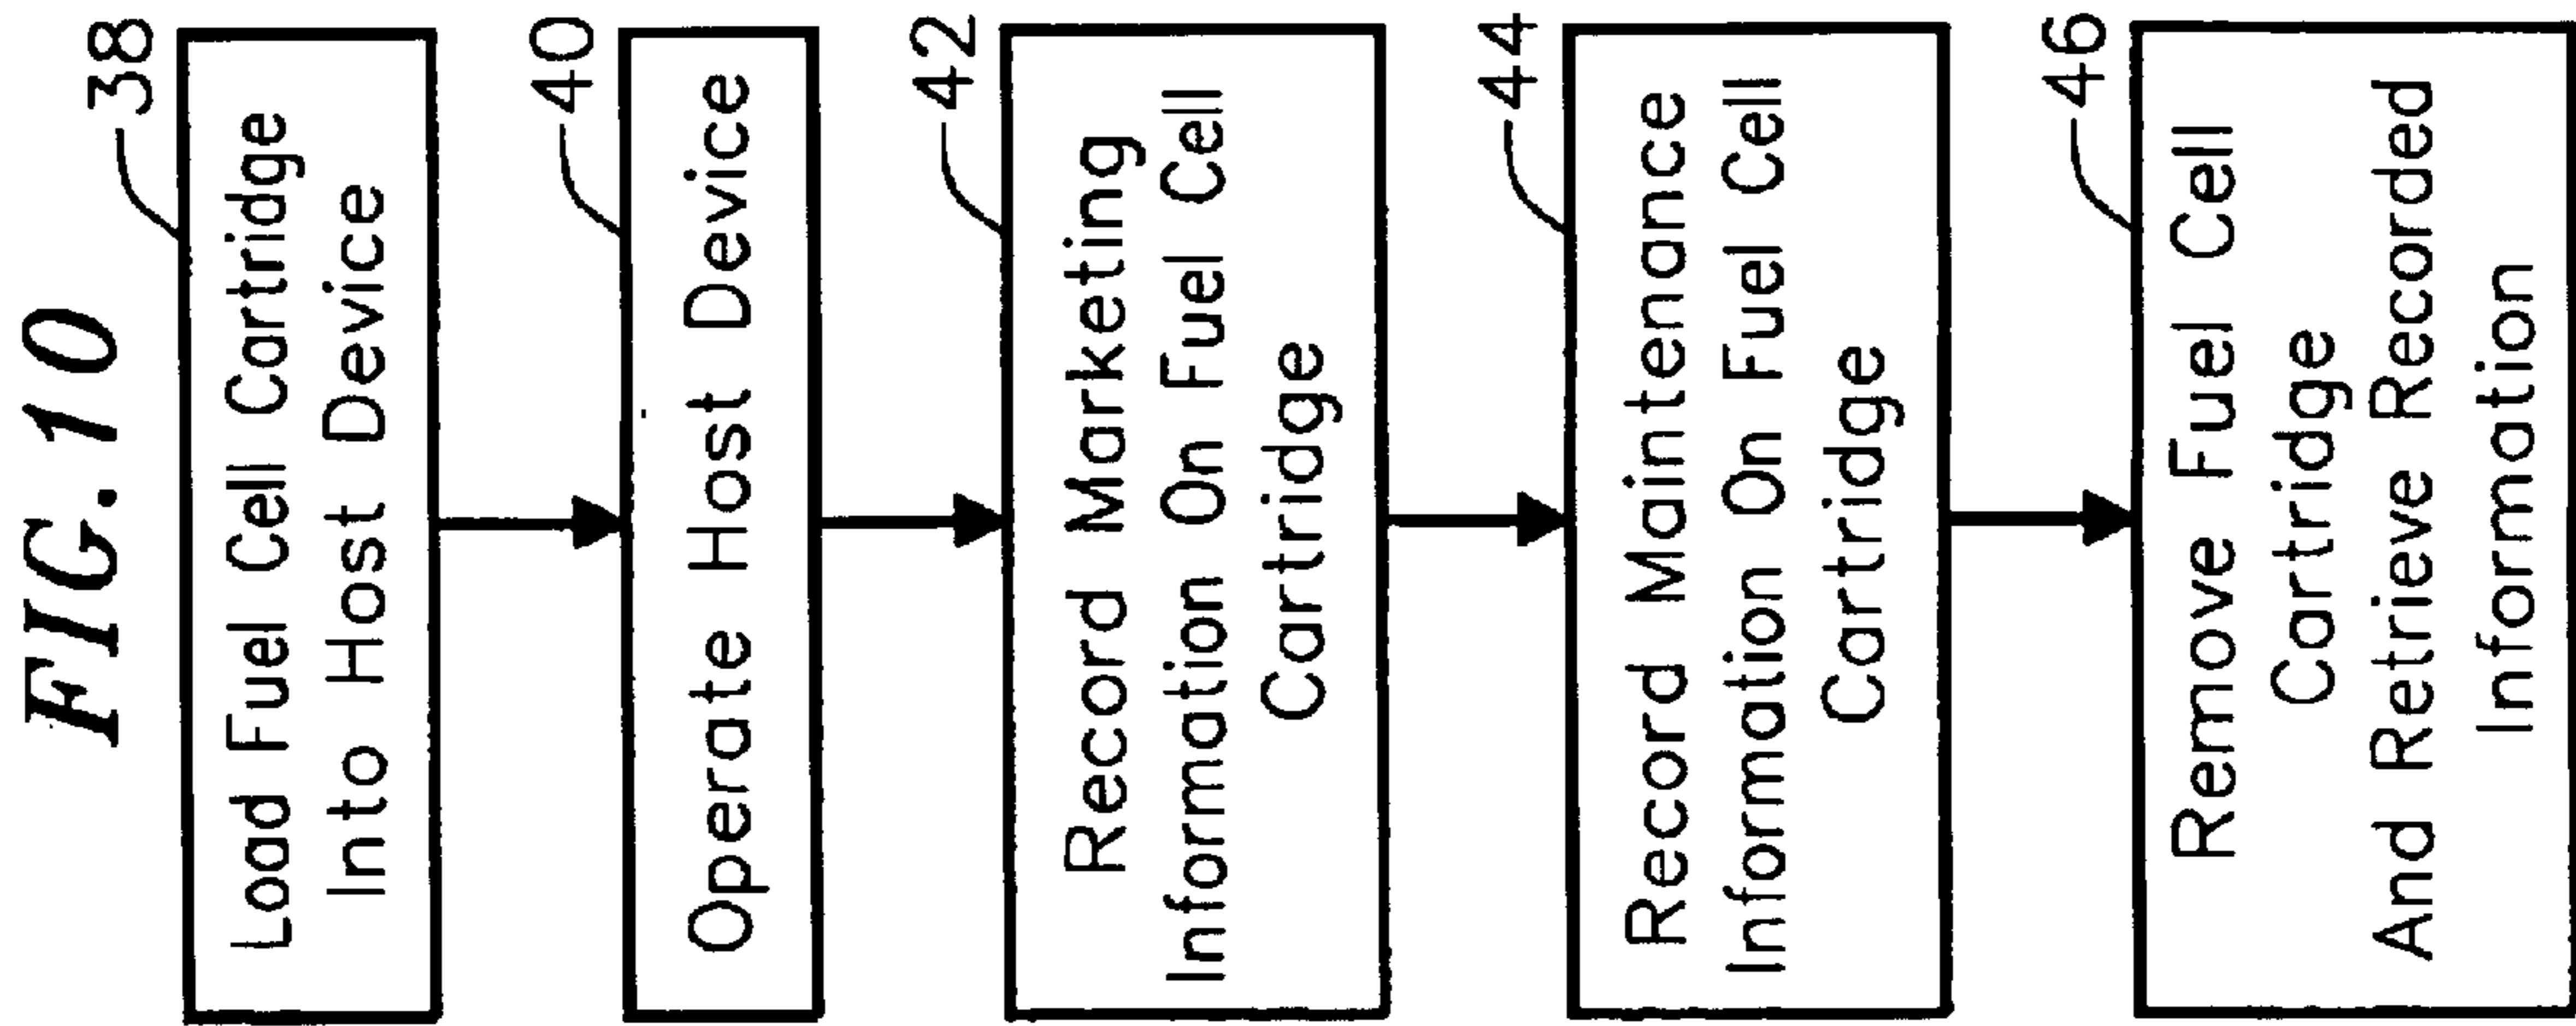 FIG. 10
38
Load Fuel Cell Cartridge
Into Host Device
40
Operate Host Device
42
Record Marketing
Information On Fuel Cell
Cartridge
44
Record Maintenance
Information On Fuel Cell
Cartridge
46
Remove Fuel Cell
Cartridge
And Retrieve Recorded
Information